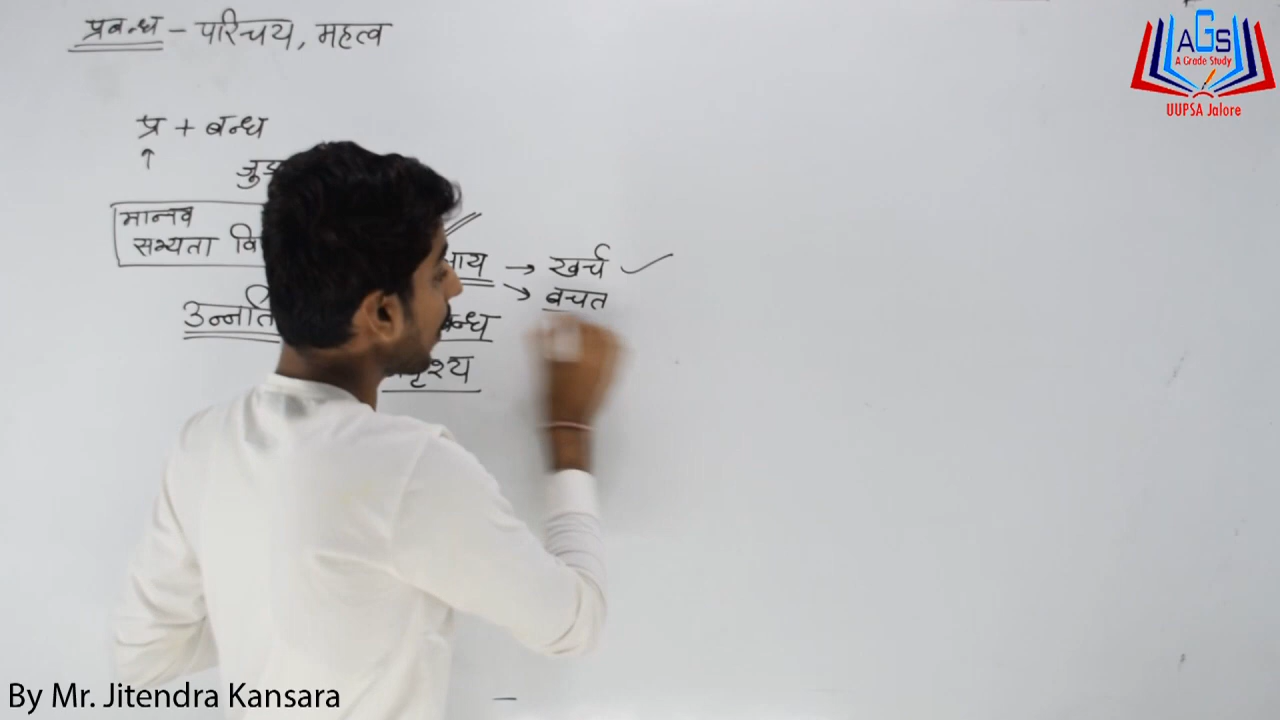 प्रबन्ध – परिचय, महत्व
AGS
A Grade Study
UUPSA Jalore
प्र + बन्ध
↑
मानव
सभ्यता
→ खर्च ✓
→ बचत
उन्नति
By Mr. Jitendra Kansara